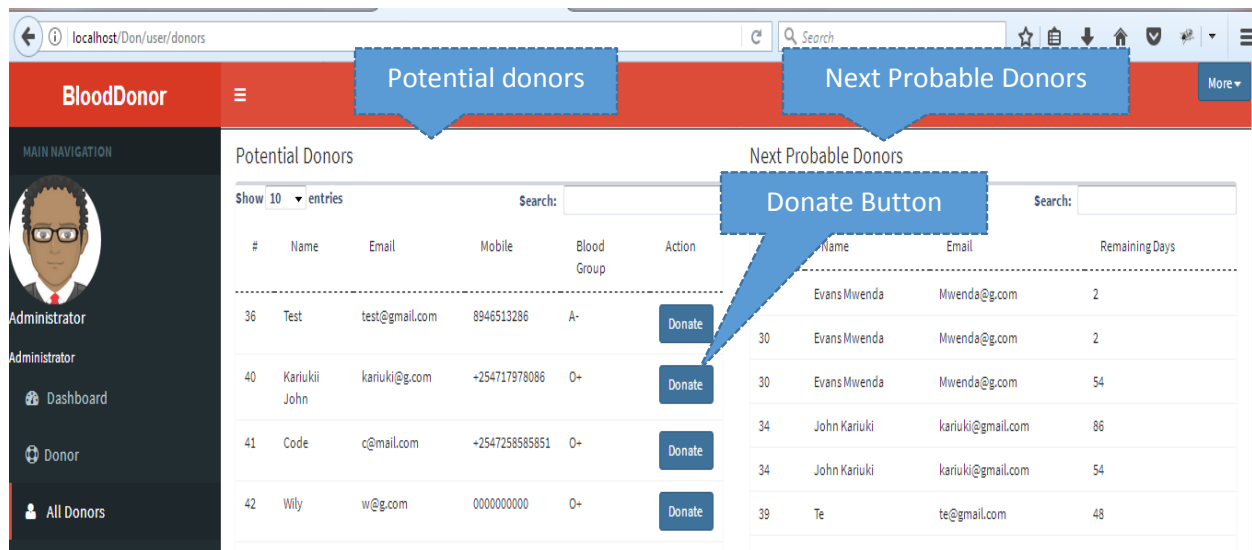 localhost/Don/user/donors
Search
Potential donors
Next Probable Donors
BloodDonor
More
MAIN NAVIGATION
Administrator
Administrator
Dashboard
Donor
All Donors
Potential Donors
Show 10 entries
Search:
# Name Email Mobile Blood Group Action
36 Test test@gmail.com 8946513286 A- Donate
40 Kariukii John kariuki@g.com +254717978086 O+ Donate
41 Code c@mail.com +2547258585851 O+ Donate
42 Wily w@g.com 0000000000 O+ Donate
Next Probable Donors
Donate Button
Search:
Name Email Remaining Days
Evans Mwenda Mwenda@g.com 2
30 Evans Mwenda Mwenda@g.com 2
30 Evans Mwenda Mwenda@g.com 54
34 John Kariuki kariuki@gmail.com 86
34 John Kariuki kariuki@gmail.com 54
39 Te te@gmail.com 48